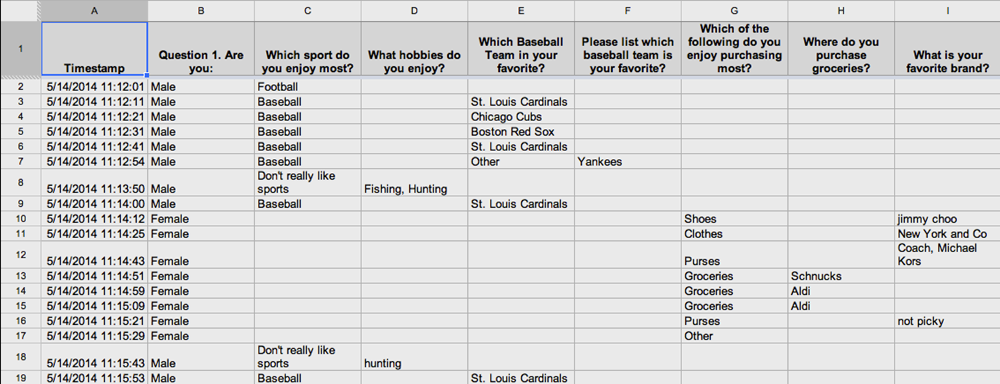 A B C D E F G H I
1 Timestamp Question 1. Are you: Which sport do you enjoy most? What hobbies do you enjoy? Which Baseball Team in your favorite? Please list which baseball team is your favorite? Which of the following do you enjoy purchasing most? Where do you purchase groceries? What is your favorite brand?
2 5/14/2014 11:12:01 Male Football
3 5/14/2014 11:12:11 Male Baseball St. Louis Cardinals
4 5/14/2014 11:12:21 Male Baseball Chicago Cubs
5 5/14/2014 11:12:31 Male Baseball Boston Red Sox
6 5/14/2014 11:12:41 Male Baseball St. Louis Cardinals
7 5/14/2014 11:12:54 Male Baseball Other Yankees
8 5/14/2014 11:13:50 Male Don't really like sports Fishing, Hunting
9 5/14/2014 11:14:00 Male Baseball St. Louis Cardinals
10 5/14/2014 11:14:12 Female Shoes jimmy choo
11 5/14/2014 11:14:25 Female Clothes New York and Co
12 5/14/2014 11:14:43 Female Purses Coach, Michael Kors
13 5/14/2014 11:14:51 Female Groceries Schnucks
14 5/14/2014 11:14:59 Female Groceries Aldi
15 5/14/2014 11:15:09 Female Groceries Aldi
16 5/14/2014 11:15:21 Female Purses not picky
17 5/14/2014 11:15:29 Female Other
18 5/14/2014 11:15:43 Male Don't really like sports hunting
19 5/14/2014 11:15:53 Male Baseball St. Louis Cardinals